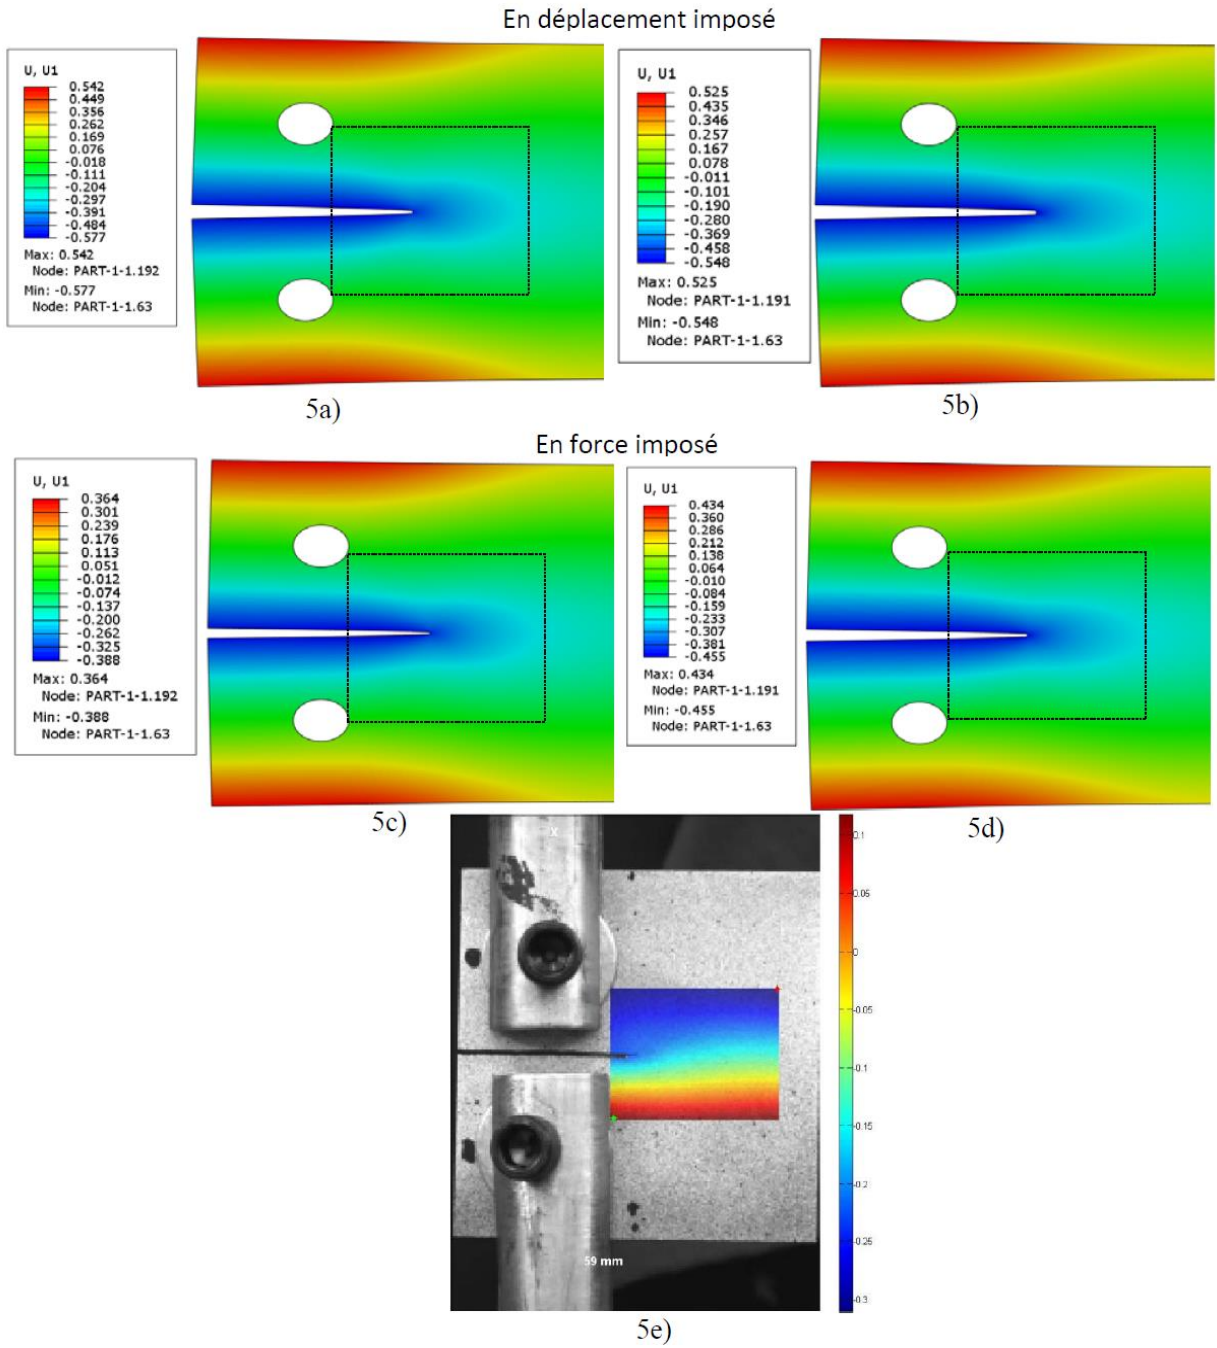 En déplacement imposé
U, U1
0.542
0.449
0.356
0.262
0.169
0.076
-0.018
-0.111
-0.204
-0.297
-0.391
-0.484
-0.577
Max: 0.542
Node: PART-1-1.192
Min: -0.577
Node: PART-1-1.63
5a)
U, U1
0.525
0.435
0.346
0.257
0.167
0.078
-0.011
-0.101
-0.190
-0.280
-0.369
-0.458
-0.548
Max: 0.525
Node: PART-1-1.191
Min: -0.548
Node: PART-1-1.63
5b)
En force imposé
U, U1
0.364
0.301
0.239
0.176
0.113
0.051
-0.012
-0.074
-0.137
-0.200
-0.262
-0.325
-0.388
Max: 0.364
Node: PART-1-1.192
Min: -0.388
Node: PART-1-1.63
5c)
U, U1
0.434
0.360
0.286
0.212
0.138
0.064
-0.010
-0.084
-0.159
-0.233
-0.307
-0.381
-0.455
Max: 0.434
Node: PART-1-1.191
Min: -0.455
Node: PART-1-1.63
5d)
X
59 mm
0.1
0.05
0
-0.05
-0.1
-0.15
-0.2
-0.25
-0.3
5e)